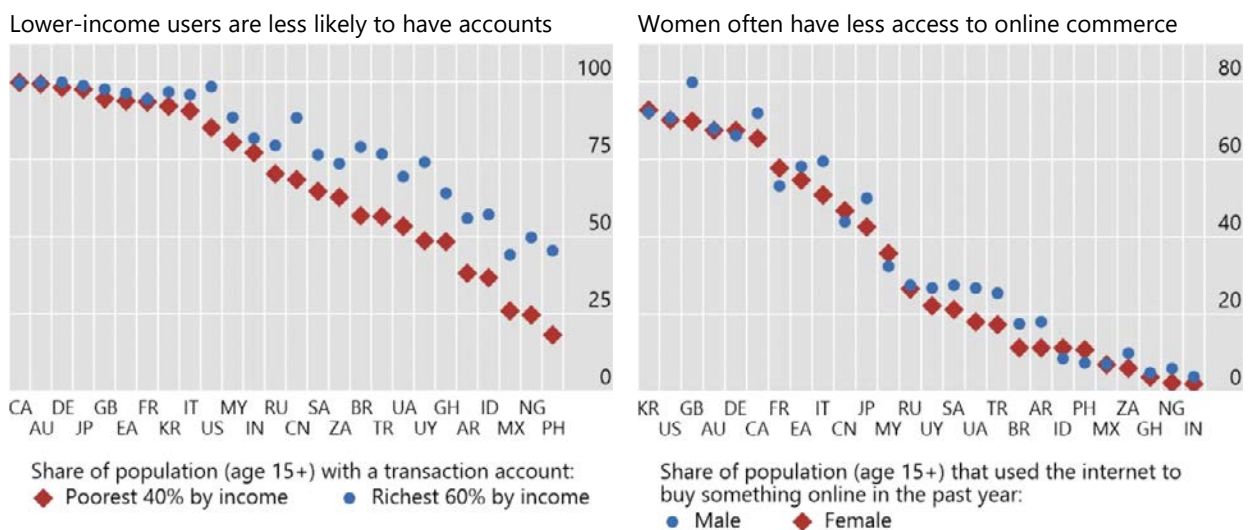 Lower-income users are less likely to have accounts
100
75
50
25
0
CA DE GB FR IT MY RU SA BR UA GH ID NG
AU JP EA KR US IN CN ZA TR UY AR MX PH
Share of population (age 15+) with a transaction account:
Poorest 40% by income Richest 60% by income
Women often have less access to online commerce
80
60
40
20
0
KR GB DE FR IT JP RU SA TR AR PH ZA NG
US AU CA EA CN MY UY UA BR ID MX GH IN
Share of population (age 15+) that used the internet to
buy something online in the past year:
Male Female